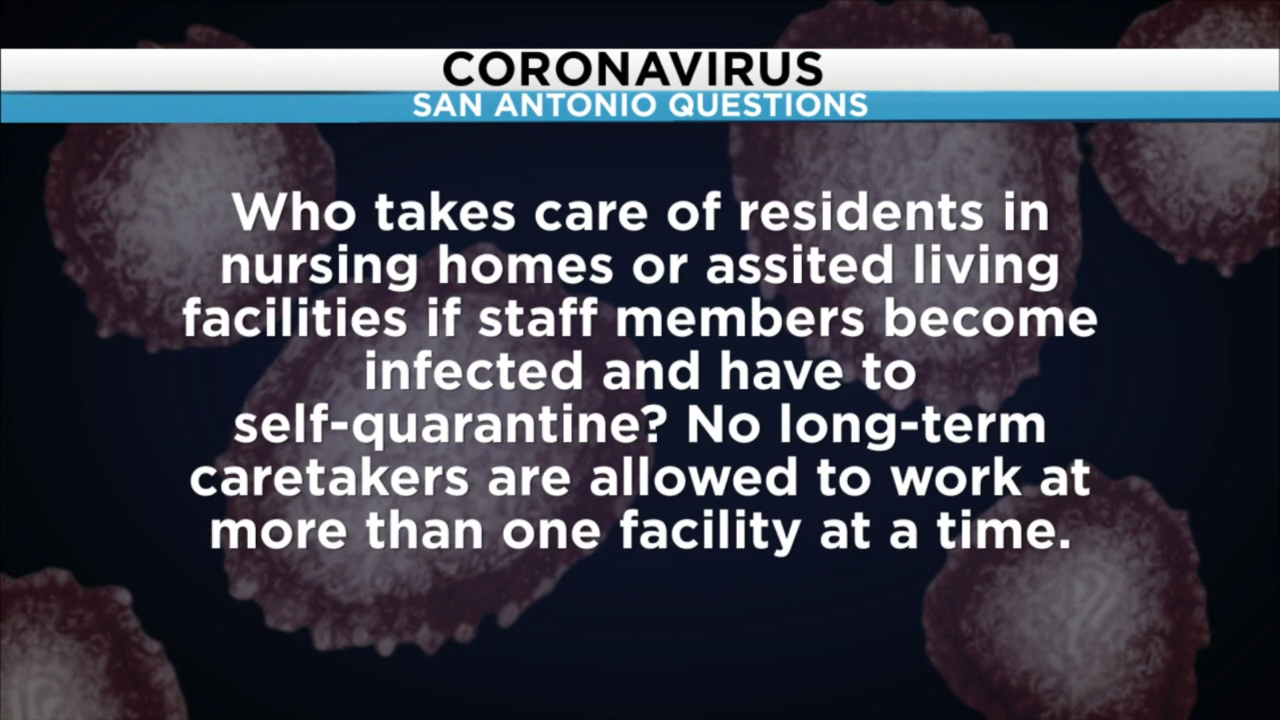 CORONAVIRUS
SAN ANTONIO QUESTIONS
Who takes care of residents in
nursing homes or assited living
facilities if staff members become
infected and have to
self-quarantine? No long-term
caretakers are allowed to work at
more than one facility at a time.